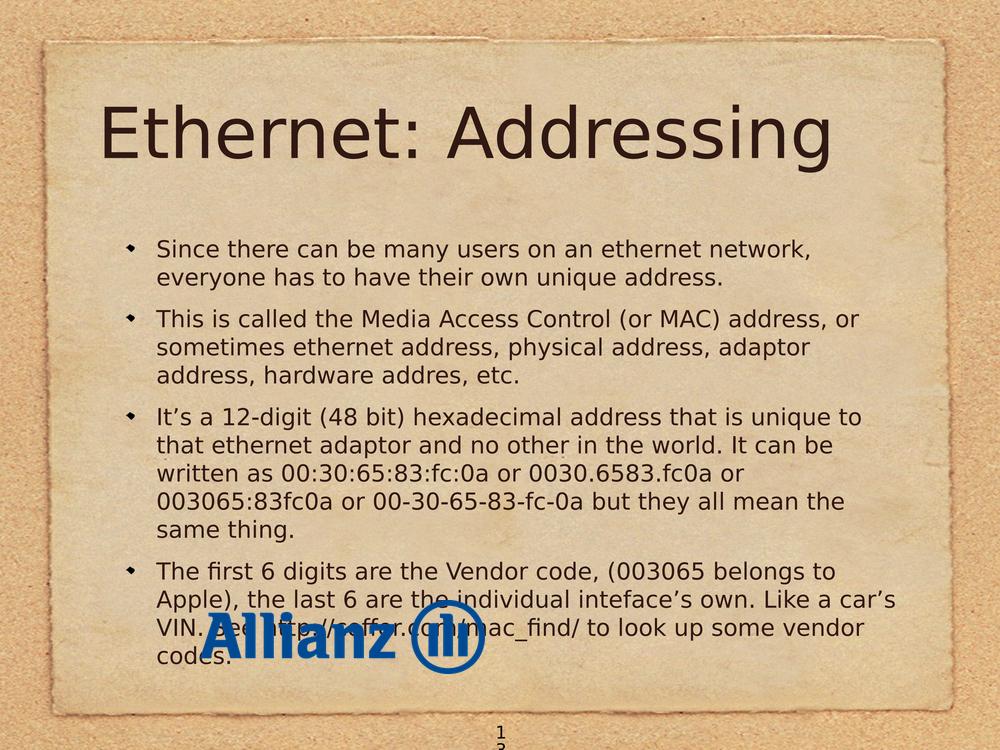 Ethernet: Addressing
Since there can be many users on an ethernet network,
everyone has to have their own unique address.
This is called the Media Access Control (or MAC) address, or
sometimes ethernet address, physical address, adaptor
address, hardware addres, etc.
It’s a 12-digit (48 bit) hexadecimal address that is unique to
that ethernet adaptor and no other in the world. It can be
written as 00:30:65:83:fc:0a or 0030.6583.fc0a or
003065:83fc0a or 00-30-65-83-fc-0a but they all mean the
same thing.
The first 6 digits are the Vendor code, (003065 belongs to
Apple), the last 6 are the individual inteface’s own. Like a car’s
VIN. See http://coffer.com/mac_find/ to look up some vendor
codes.
Allianz
1
3